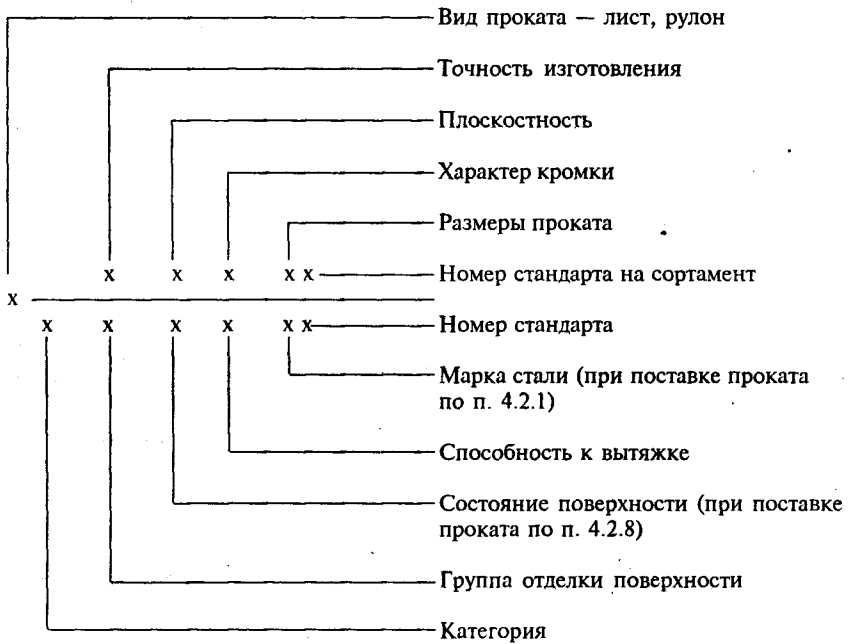 Вид проката — лист, рулон
Точность изготовления
Плоскостность
Характер кромки
Размеры проката
х х х х х Номер стандарта на сортамент
х
х х х х х х Номер стандарта
Марка стали (при поставке проката
по п. 4.2.1)
Способность к вытяжке
Состояние поверхности (при поставке
проката по п. 4.2.8)
Группа отделки поверхности
Категория